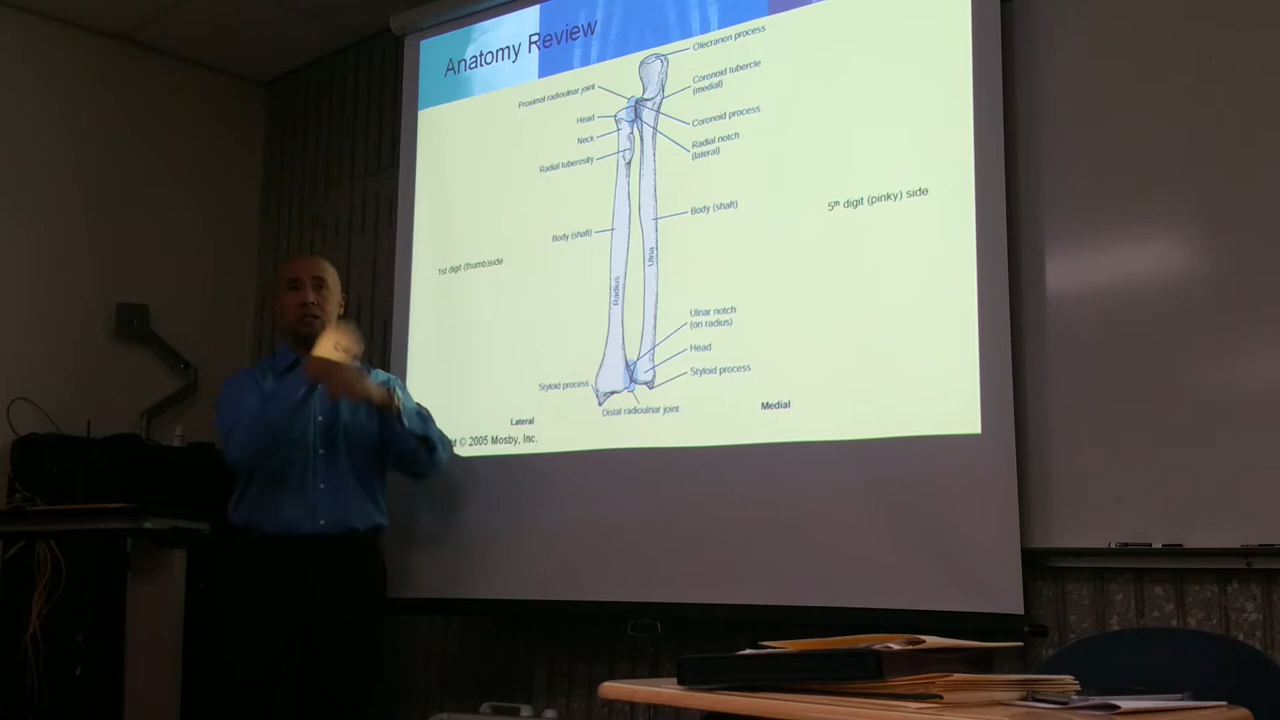 Anatomy Review
Olecranon process
Coronoid tubercle
(medial)
Proximal radioulnar joint
Head
Neck
Radial tuberosity
Coronoid process
Radial notch
(lateral)
Body (shaft)
Body (shaft)
5th digit (pinky) side
1st digit (thumb)side
Radius
Ulna
Ulnar notch
(on radius)
Head
Styloid process
Styloid process
Distal radioulnar joint
Lateral
Medial
© 2005 Mosby, Inc.